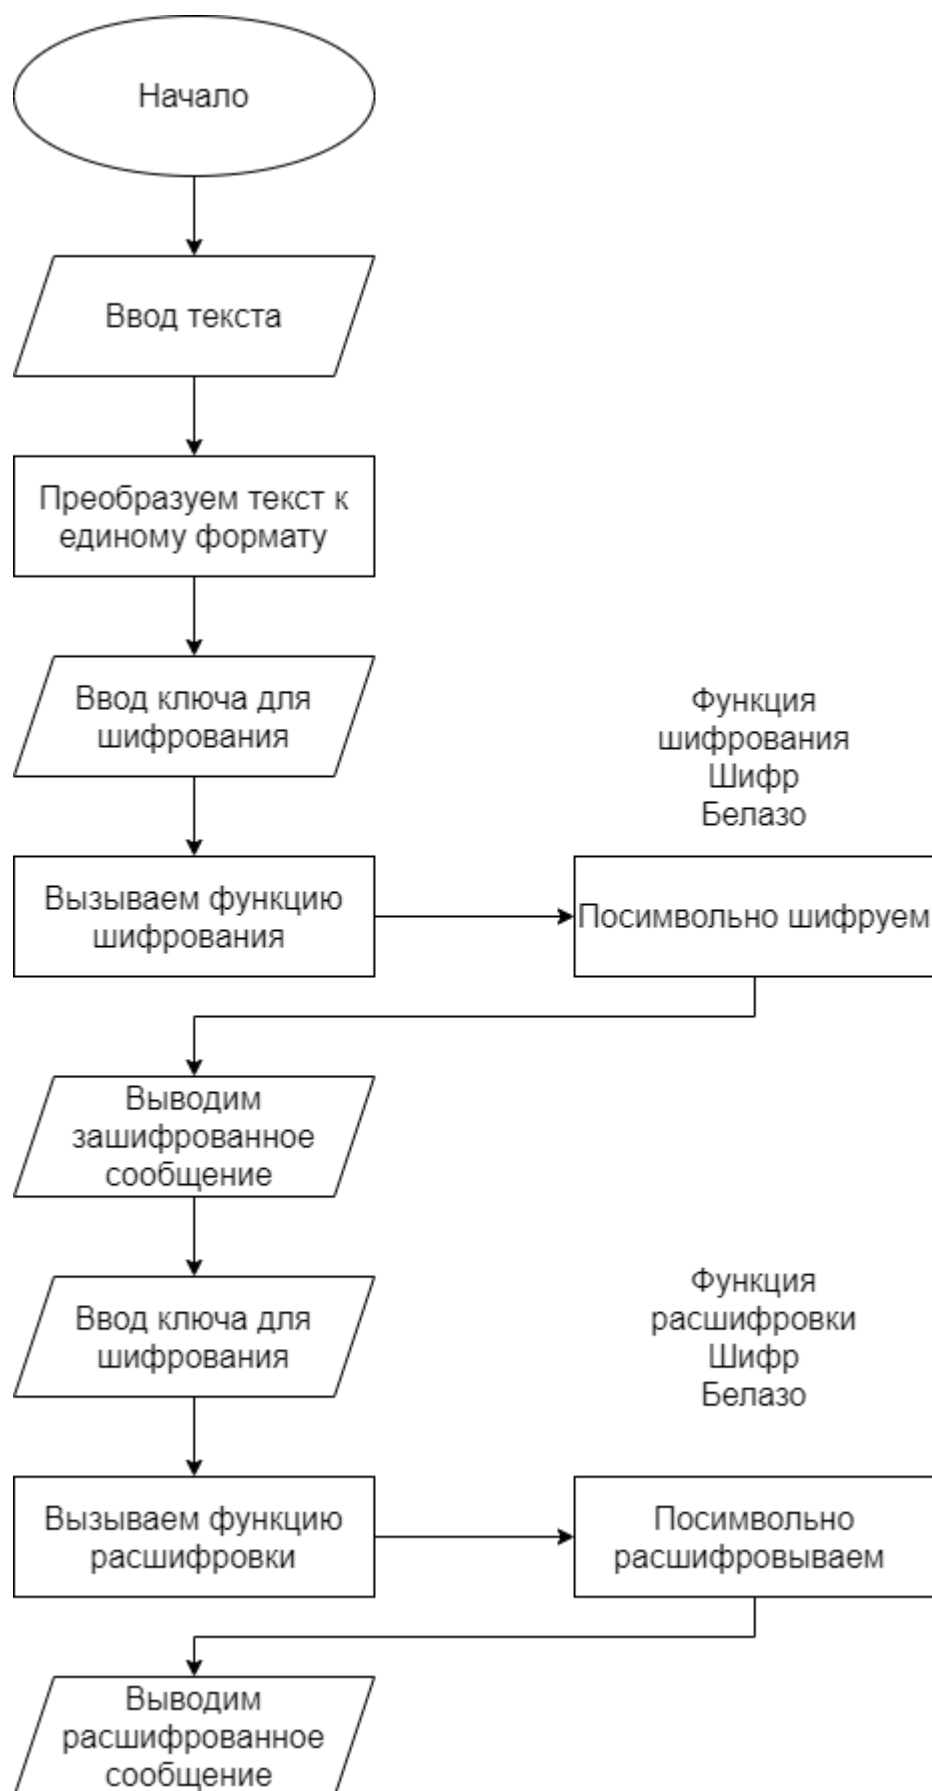 Начало
Ввод текста
Преобразуем текст к
единому формату
Ввод ключа для
шифрования
Функция
шифрования
Шифр
Белазо
Вызываем функцию
шифрования
Посимвольно шифруем
Выводим
зашифрованное
сообщение
Ввод ключа для
шифрования
Функция
расшифровки
Шифр
Белазо
Вызываем функцию
расшифровки
Посимвольно
расшифровываем
Выводим
расшифрованное
сообщение